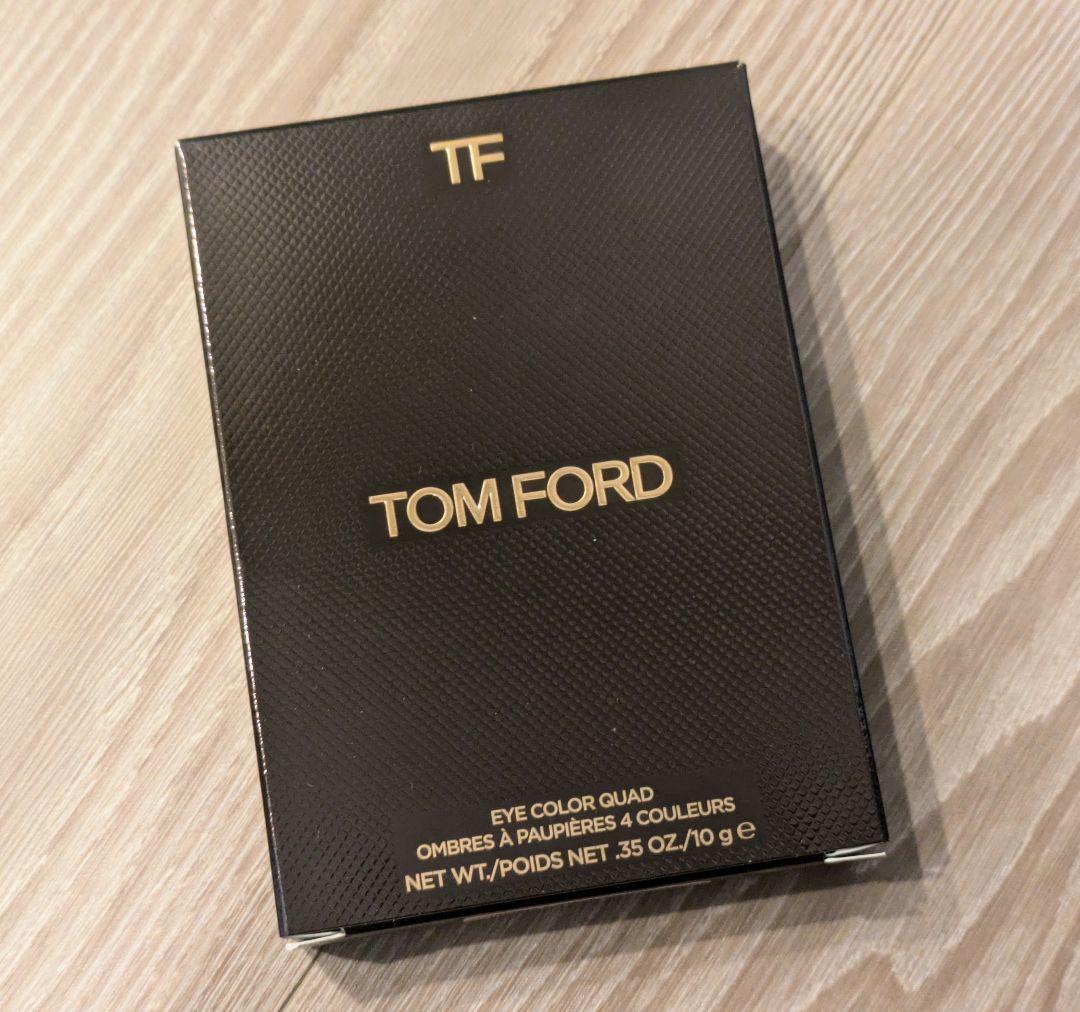 TF
TOM FORD
EYE COLOR QUAD
OMBRES À PAUPIÈRES 4 COULEURS
NET WT./POIDS NET .35 OZ./10 g ℮